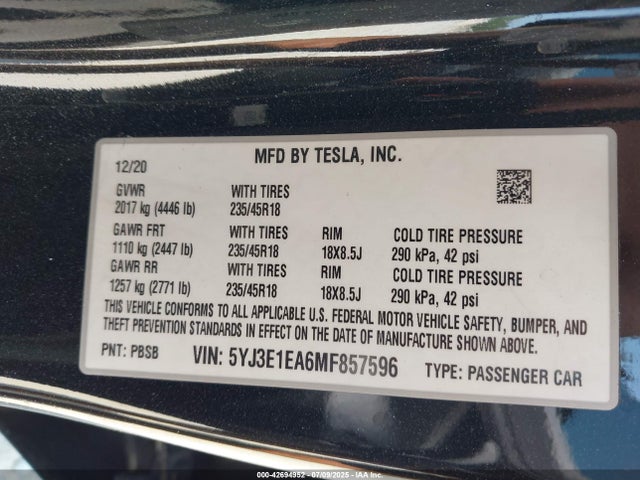 12/20 MFD BY TESLA, INC.
GVWR WITH TIRES
2017 kg (4446 lb) 235/45R18
GAWR FRT WITH TIRES RIM COLD TIRE PRESSURE
1110 kg (2447 lb) 235/45R18 18X8.5J 290 kPa, 42 psi
GAWR RR WITH TIRES RIM COLD TIRE PRESSURE
1257 kg (2771 lb) 235/45R18 18X8.5J 290 kPa, 42 psi
THIS VEHICLE CONFORMS TO ALL APPLICABLE U.S. FEDERAL MOTOR VEHICLE SAFETY, BUMPER, AND
THEFT PREVENTION STANDARDS IN EFFECT ON THE DATE OF MANUFACTURE SHOWN ABOVE.
PNT: PBSB VIN: 5YJ3E1EA6MF857596 TYPE: PASSENGER CAR
000-42694952 | 07/09/2025 | IAAI.COM